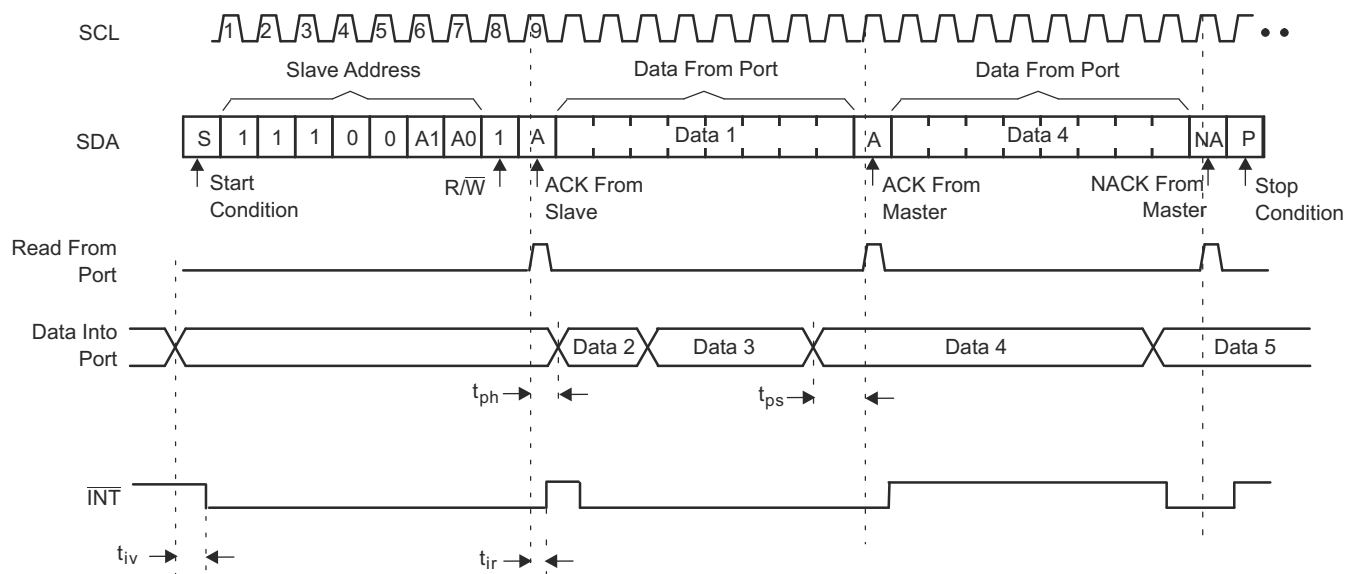 SCL 1 2 3 4 5 6 7 8 9
Slave Address Data From Port Data From Port
SDA S 1 1 1 0 0 A1 A0 1 A Data 1 A Data 4 NA P
Start Condition
R/W̅
ACK From Slave
ACK From Master
NACK From Master
Stop Condition
Read From Port
Data Into Port
Data 2 Data 3 Data 4 Data 5
tph tps
I̅N̅T̅
tiv tir